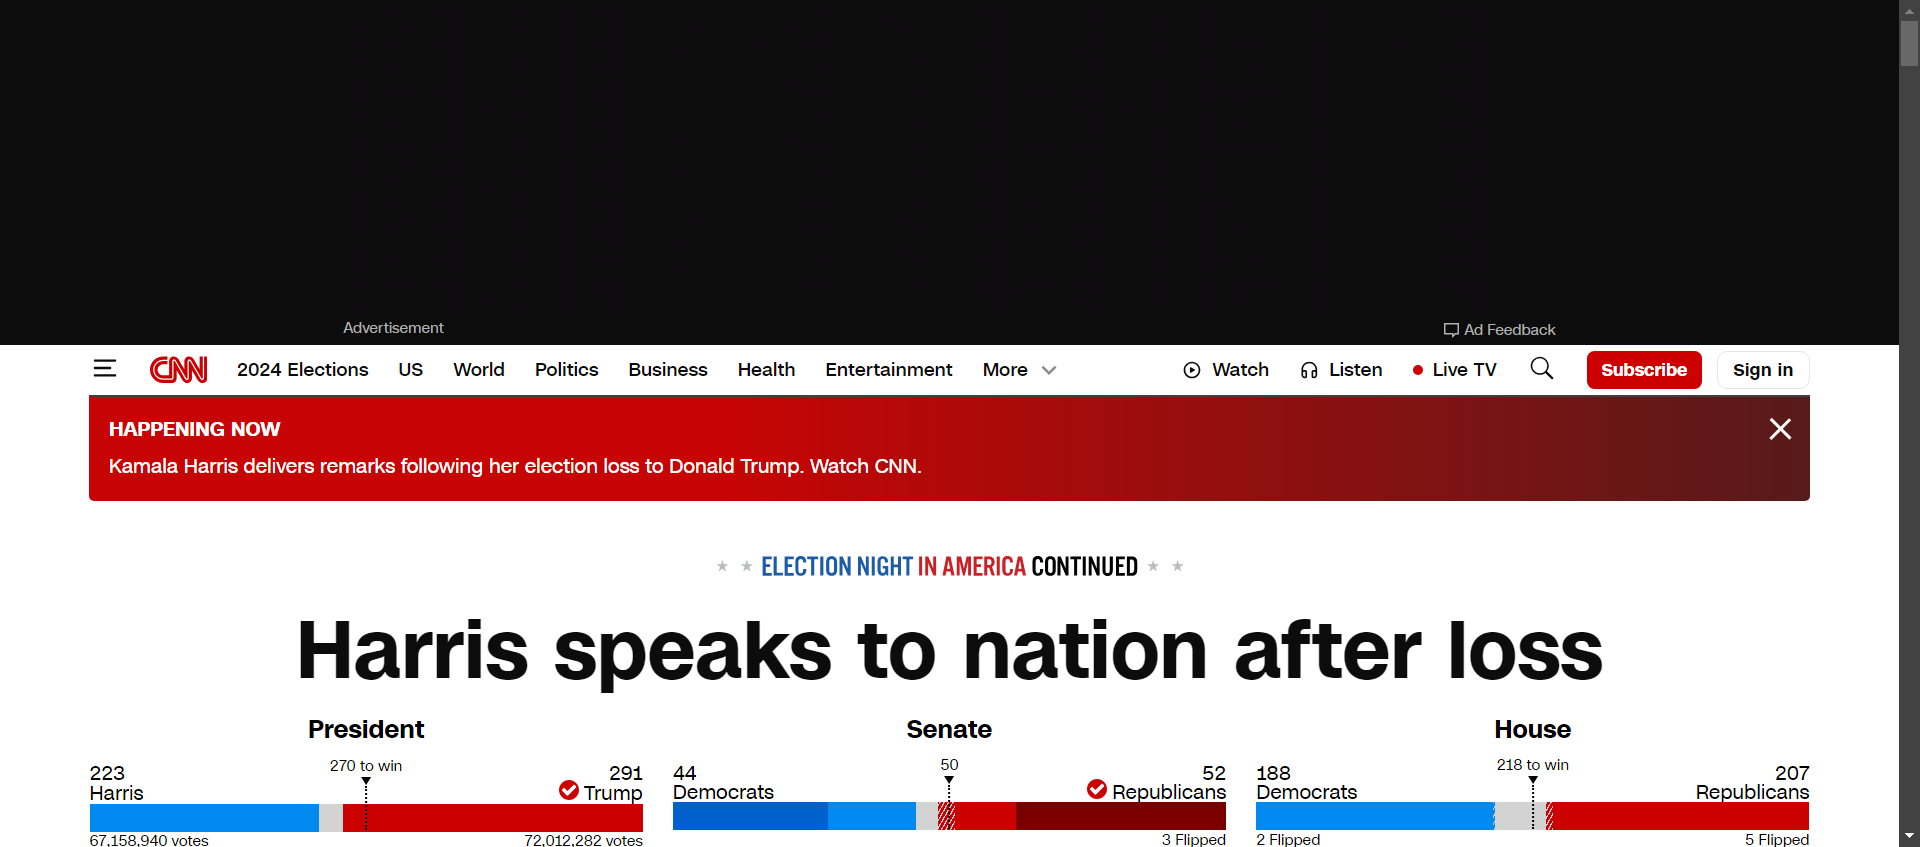 Advertisement
Ad Feedback
CNN 2024 Elections US World Politics Business Health Entertainment More Watch Listen Live TV Subscribe Sign in
HAPPENING NOW
Kamala Harris delivers remarks following her election loss to Donald Trump. Watch CNN.
ELECTION NIGHT IN AMERICA CONTINUED
Harris speaks to nation after loss
President
270 to win
223 291
Harris Trump
67,158,940 votes 72,012,282 votes
Senate
50
44 52
Democrats Republicans
3 Flipped
House
218 to win
188 207
Democrats Republicans
2 Flipped 5 Flipped